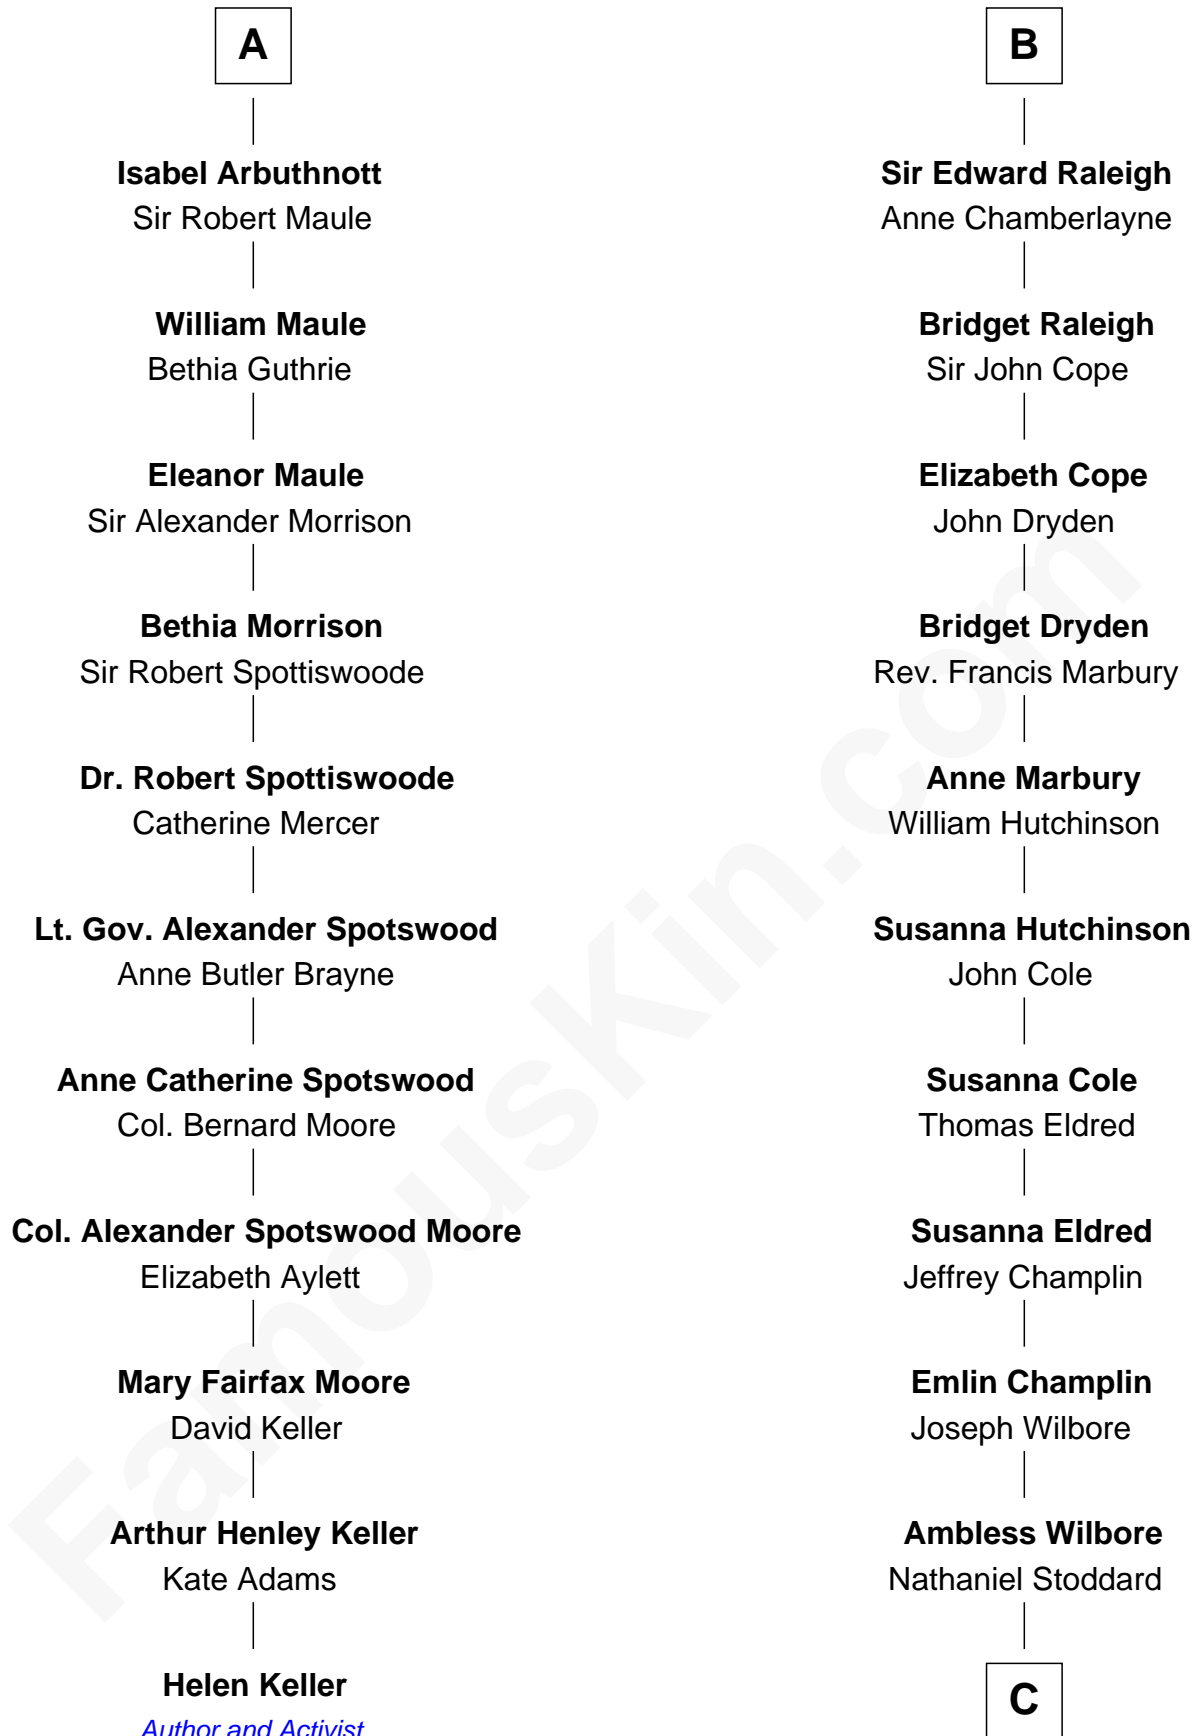 A
Isabel Arbuthnott
Sir Robert Maule
William Maule
Bethia Guthrie
Eleanor Maule
Sir Alexander Morrison
Bethia Morrison
Sir Robert Spottiswoode
Dr. Robert Spottiswoode
Catherine Mercer
Lt. Gov. Alexander Spotswood
Anne Butler Brayne
Anne Catherine Spotswood
Col. Bernard Moore
Col. Alexander Spotswood Moore
Elizabeth Aylett
Mary Fairfax Moore
David Keller
Arthur Henley Keller
Kate Adams
Helen Keller
Author and Activist
B
Sir Edward Raleigh
Anne Chamberlayne
Bridget Raleigh
Sir John Cope
Elizabeth Cope
John Dryden
Bridget Dryden
Rev. Francis Marbury
Anne Marbury
William Hutchinson
Susanna Hutchinson
John Cole
Susanna Cole
Thomas Eldred
Susanna Eldred
Jeffrey Champlin
Emlin Champlin
Joseph Wilbore
Ambless Wilbore
Nathaniel Stoddard
C
FamousKin.com